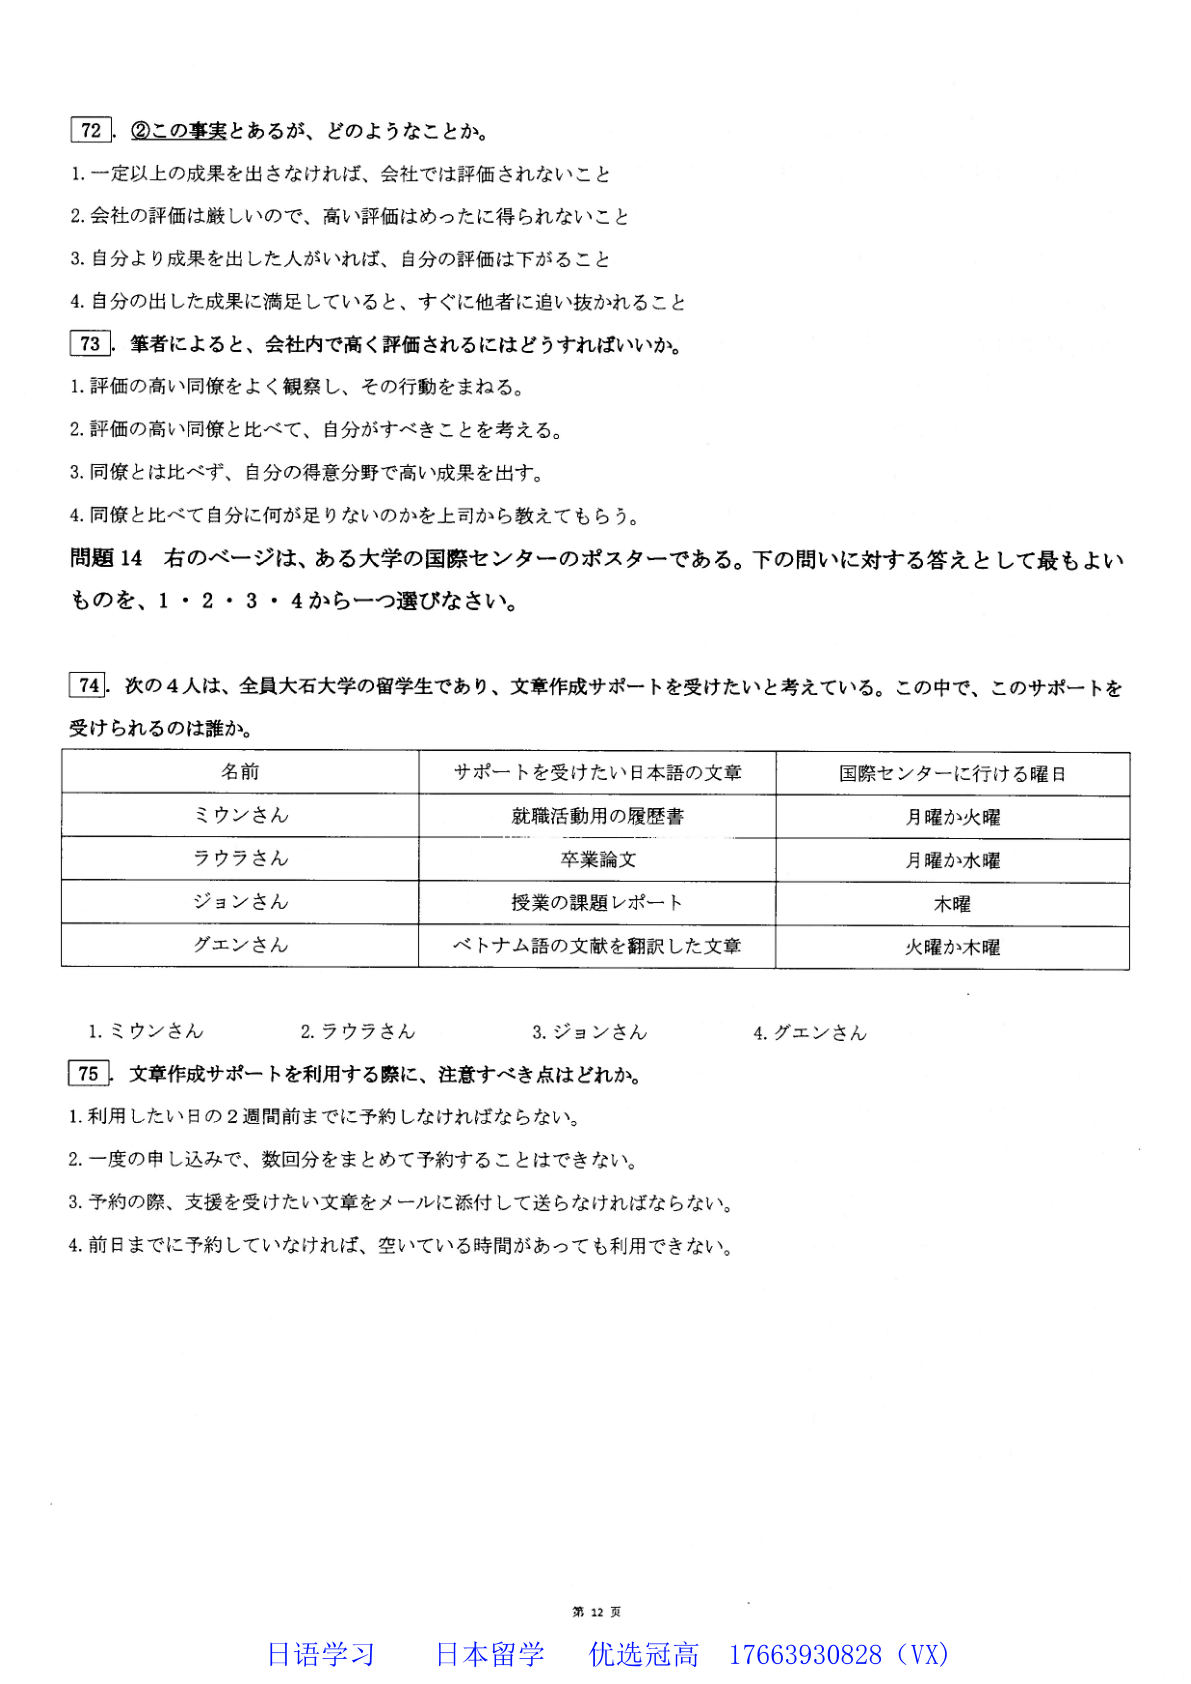 72. ②この事実とあるが、どのようなことか。
1. 一定以上の成果を出さなければ、会社では評価されないこと
2. 会社の評価は厳しいので、高い評価はめったに得られないこと
3. 自分より成果を出した人がいれば、自分の評価は下がること
4. 自分の出した成果に満足していると、すぐに他者に追い抜かれること
73. 筆者によると、会社内で高く評価されるにはどうすればいいか。
1. 評価の高い同僚をよく観察し、その行動をまねる。
2. 評価の高い同僚と比べて、自分がすべきことを考える。
3. 同僚とは比べず、自分の得意分野で高い成果を出す。
4. 同僚と比べて自分に何が足りないのかを上司から教えてもらう。
問題 14　右のページは、ある大学の国際センターのポスターである。下の問いに対する答えとして最もよい
ものを、1・2・3・4から一つ選びなさい。
74. 次の４人は、全員大石大学の留学生であり、文章作成サポートを受けたいと考えている。この中で、このサポートを
受けられるのは誰か。
名前　サポートを受けたい日本語の文章　国際センターに行ける曜日
ミウンさん　就職活動用の履歴書　月曜か火曜
ラウラさん　卒業論文　月曜か水曜
ジョンさん　授業の課題レポート　木曜
グエンさん　ベトナム語の文献を翻訳した文章　火曜か木曜
1. ミウンさん　2. ラウラさん　3. ジョンさん　4. グエンさん
75. 文章作成サポートを利用する際に、注意すべき点はどれか。
1. 利用したい日の２週間前までに予約しなければならない。
2. 一度の申し込みで、数回分をまとめて予約することはできない。
3. 予約の際、支援を受けたい文章をメールに添付して送らなければならない。
4. 前日までに予約していなければ、空いている時間があっても利用できない。
第 12 页
日语学习　日本留学　优选冠高　17663930828（VX)